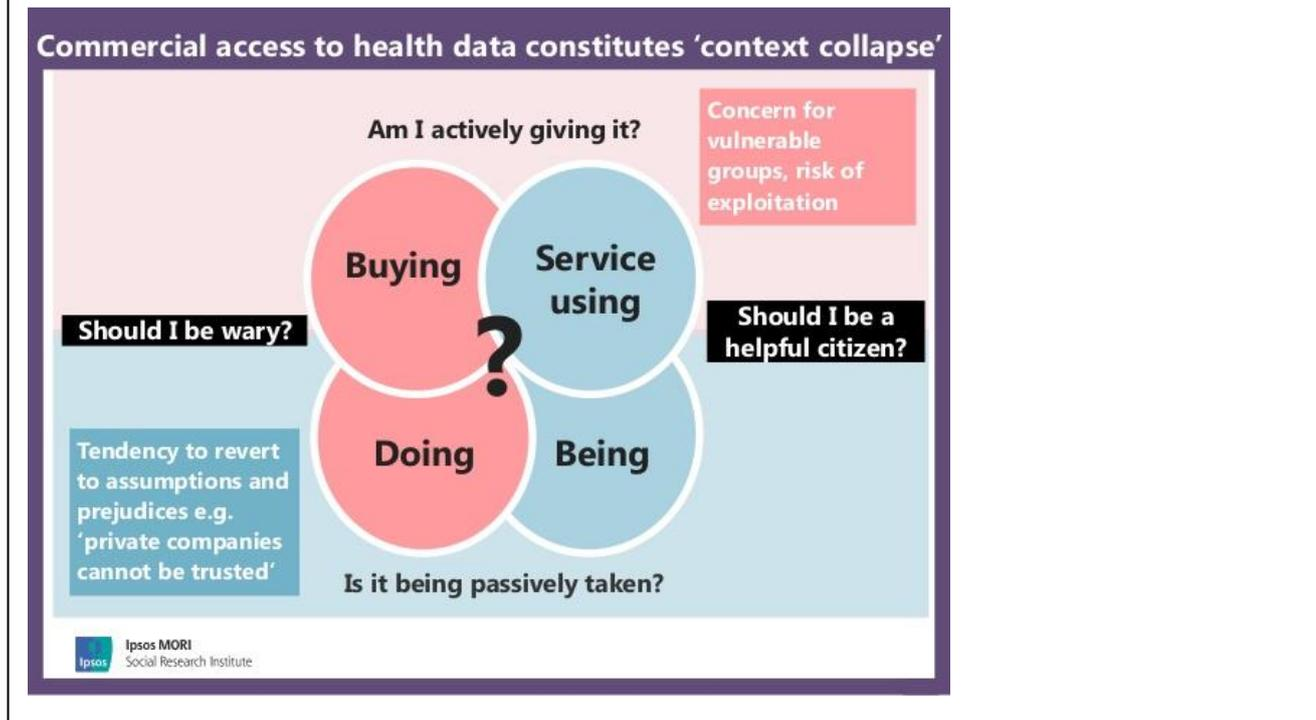 Commercial access to health data constitutes ‘context collapse’
Am I actively giving it?
Concern for
vulnerable
groups, risk of
exploitation
Buying
Service
using
Should I be wary?
?
Should I be a
helpful citizen?
Doing
Being
Tendency to revert
to assumptions and
prejudices e.g.
‘private companies
cannot be trusted’
Is it being passively taken?
Ipsos
Ipsos MORI
Social Research Institute